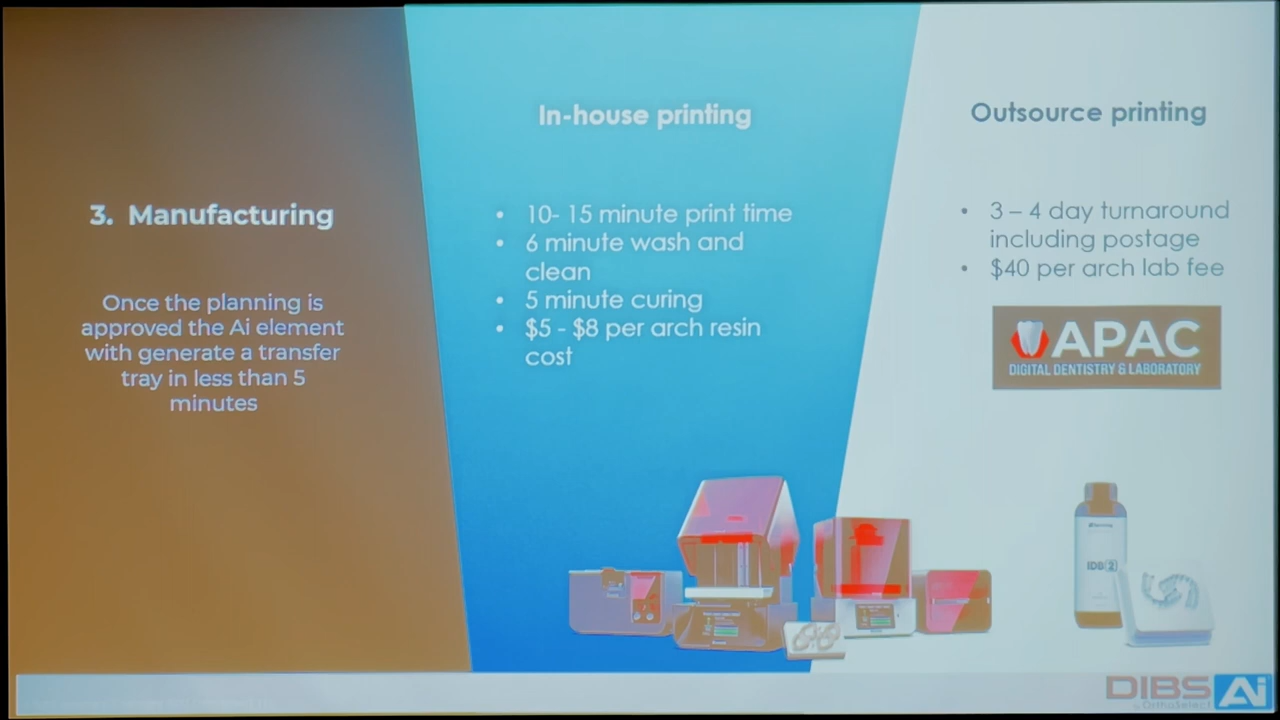 3. Manufacturing
Once the planning is
approved the Ai element
with generate a transfer
tray in less than 5
minutes
In-house printing
• 10- 15 minute print time
• 6 minute wash and
clean
• 5 minute curing
• $5 - $8 per arch resin
cost
Outsource printing
• 3 – 4 day turnaround
including postage
• $40 per arch lab fee
APAC
DIGITAL DENTISTRY & LABORATORY
IDB 2
DIBS Ai
by OrthoSelect